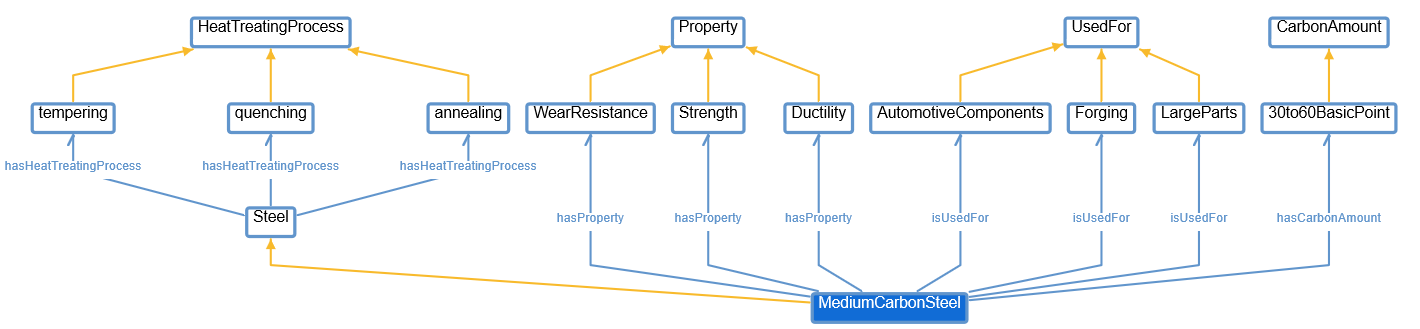 HeatTreatingProcess
Property
UsedFor
CarbonAmount
tempering
quenching
annealing
WearResistance
Strength
Ductility
AutomotiveComponents
Forging
LargeParts
30to60BasicPoint
hasHeatTreatingProcess
hasHeatTreatingProcess
hasHeatTreatingProcess
Steel
hasProperty
hasProperty
hasProperty
isUsedFor
isUsedFor
isUsedFor
hasCarbonAmount
MediumCarbonSteel